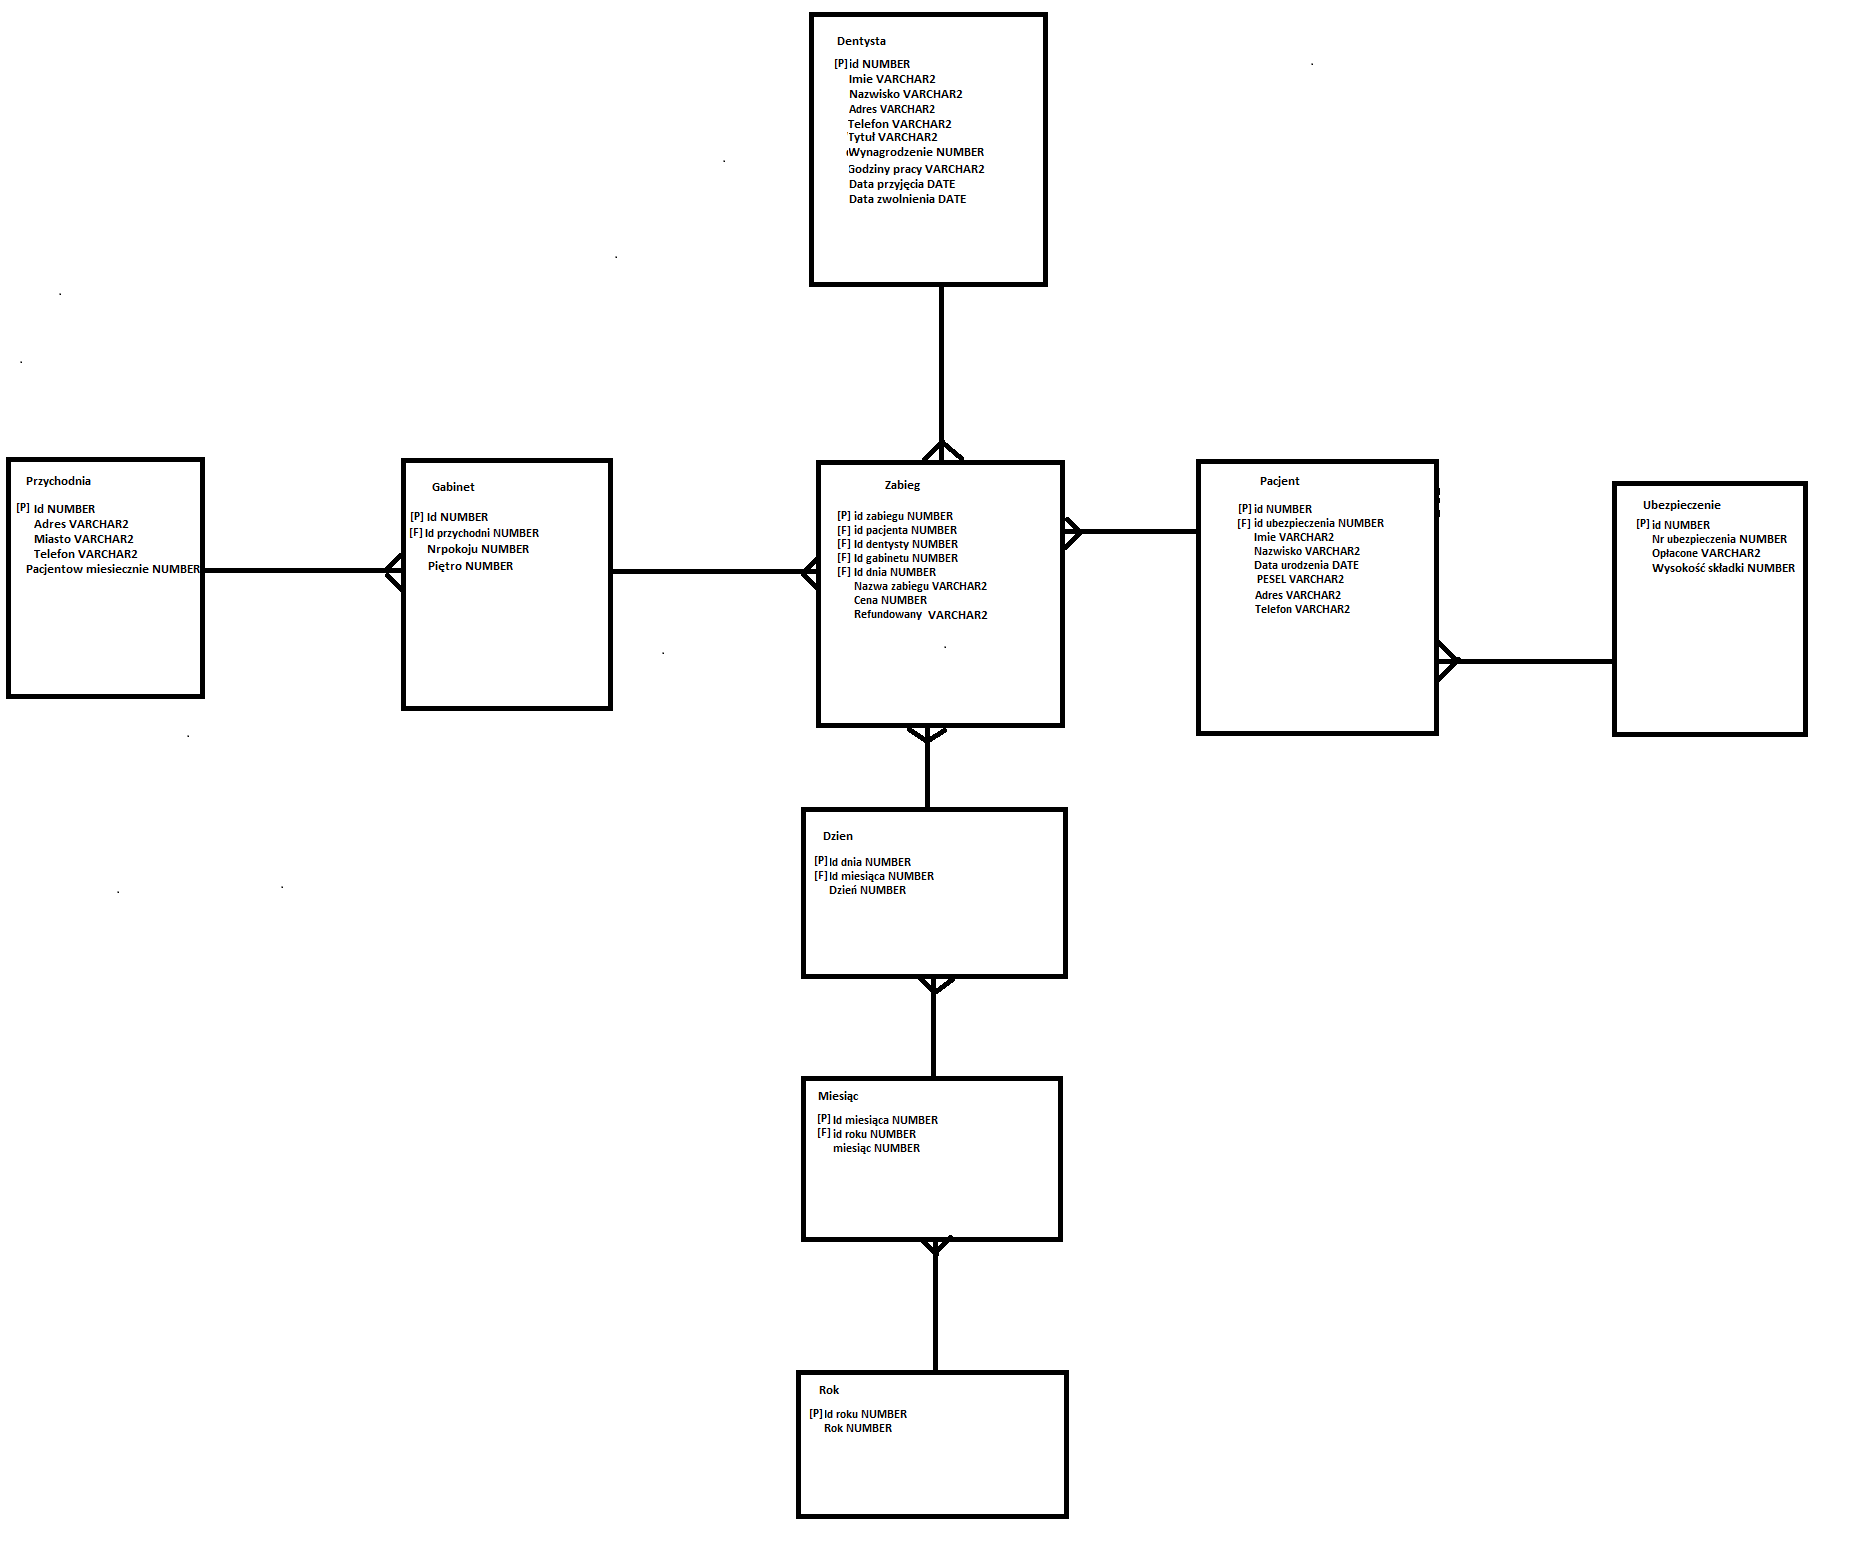 Dentysta
[P] id NUMBER
Imie VARCHAR2
Nazwisko VARCHAR2
Adres VARCHAR2
Telefon VARCHAR2
Tytuł VARCHAR2
Wynagrodzenie NUMBER
Godziny pracy VARCHAR2
Data przyjęcia DATE
Data zwolnienia DATE
Przychodnia
[P] Id NUMBER
Adres VARCHAR2
Miasto VARCHAR2
Telefon VARCHAR2
Pacjentow miesiecznie NUMBER
Gabinet
[P] Id NUMBER
[F] Id przychodni NUMBER
Nrpokoju NUMBER
Piętro NUMBER
Zabieg
[P] id zabiegu NUMBER
[F] id pacjenta NUMBER
[F] Id dentysty NUMBER
[F] Id gabinetu NUMBER
[F] Id dnia NUMBER
Nazwa zabiegu VARCHAR2
Cena NUMBER
Refundowany VARCHAR2
Pacjent
[P] id NUMBER
[F] id ubezpieczenia NUMBER
Imie VARCHAR2
Nazwisko VARCHAR2
Data urodzenia DATE
PESEL VARCHAR2
Adres VARCHAR2
Telefon VARCHAR2
Ubezpieczenie
[P] id NUMBER
Nr ubezpieczenia NUMBER
Opłacone VARCHAR2
Wysokość składki NUMBER
Dzien
[P] Id dnia NUMBER
[F] Id miesiąca NUMBER
Dzień NUMBER
Miesiąc
[P] Id miesiąca NUMBER
[F] id roku NUMBER
miesiąc NUMBER
Rok
[P] Id roku NUMBER
Rok NUMBER